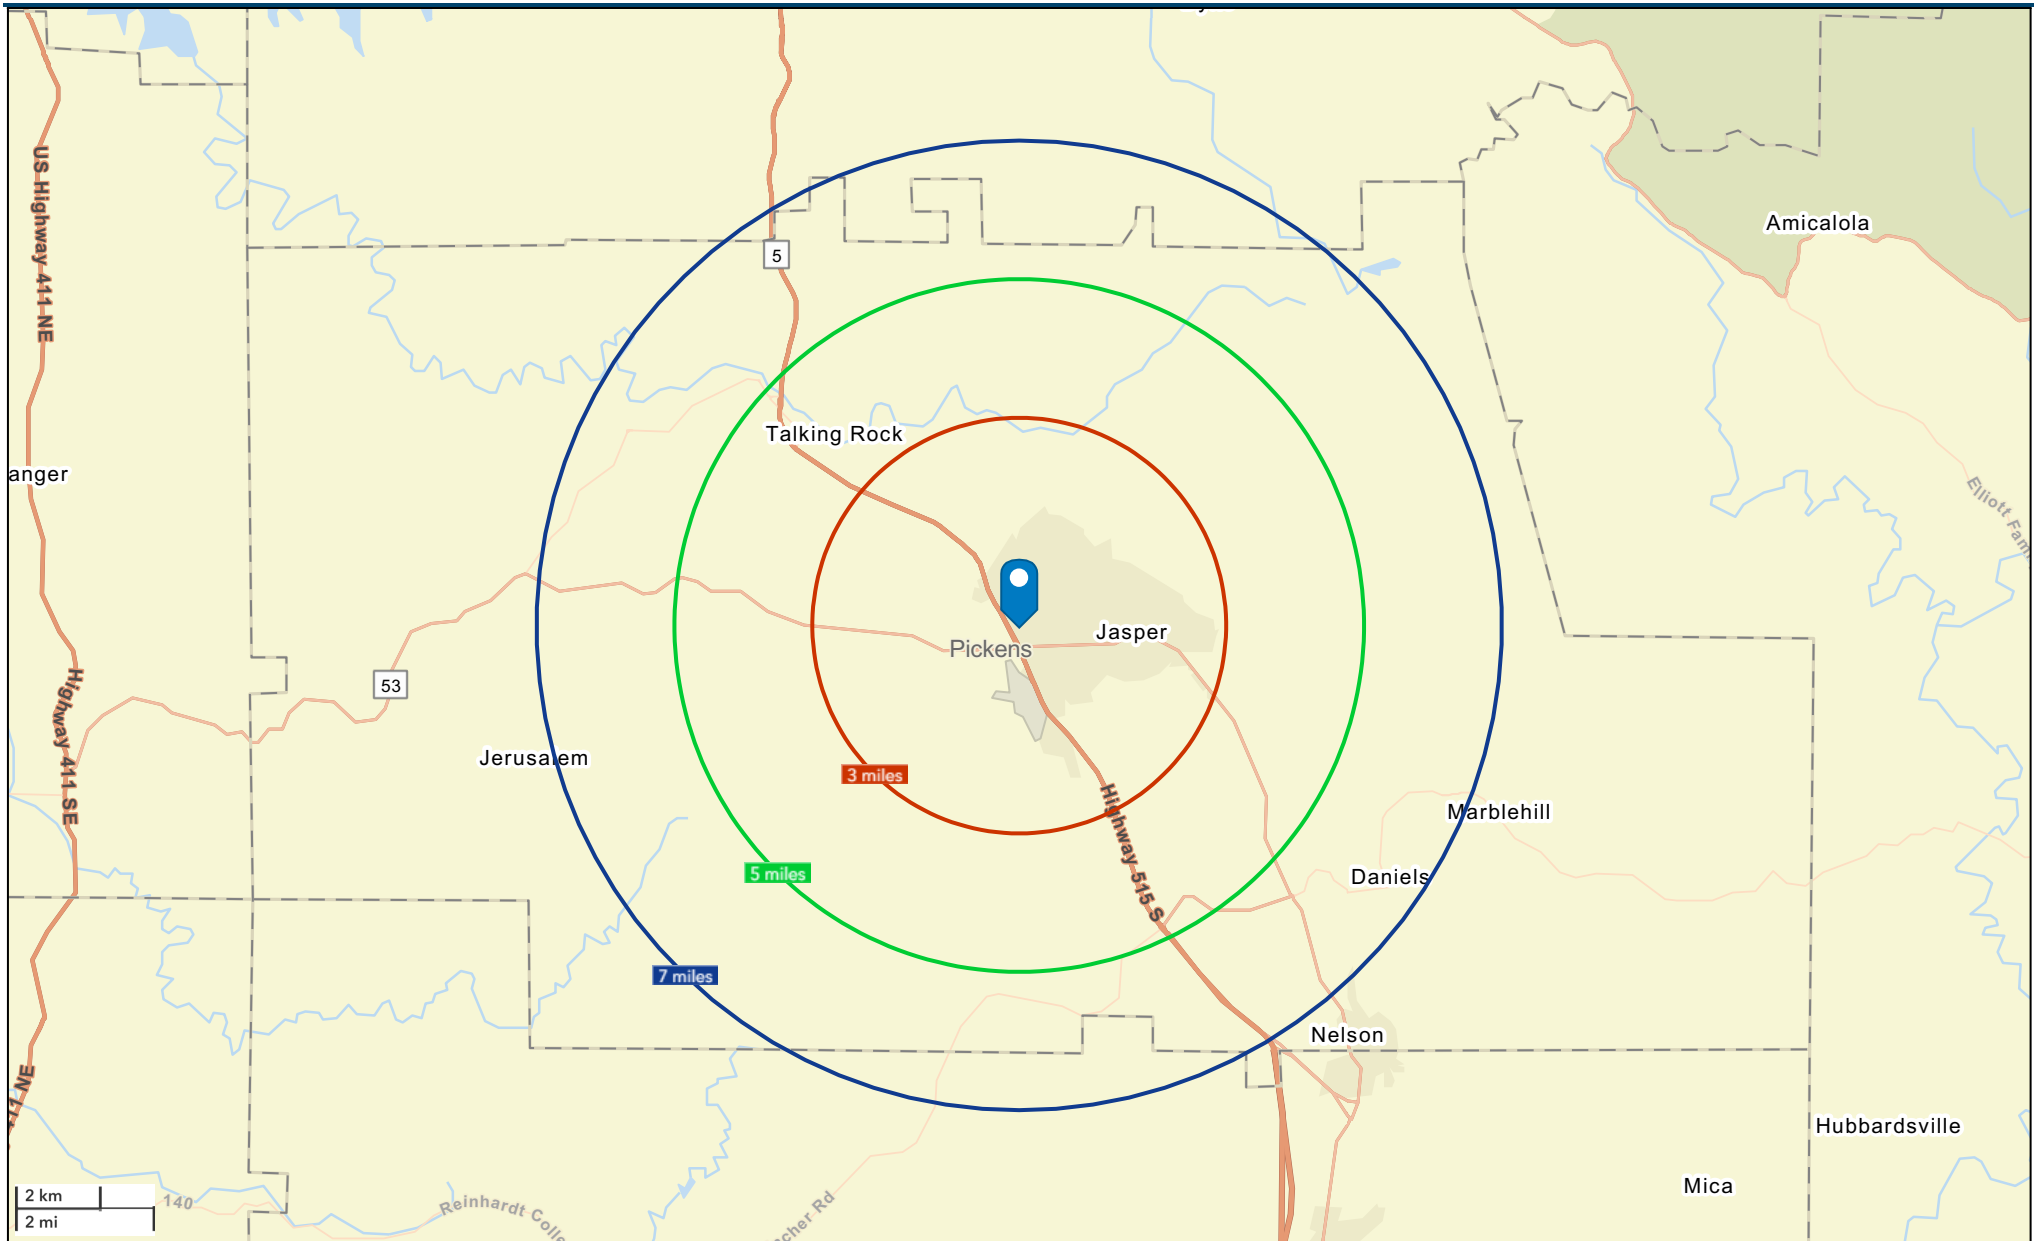 US Highway 411 NE
Amicalola
5
Talking Rock
anger
Elliott Fam
Jasper
Pickens
53
Highway 411 SE
Jerusalem
3 miles
Highway 515 S
Marblehill
5 miles
Daniels
7 miles
Nelson
11 NE
Hubbardsville
Mica
2 km
2 mi
140
Reinhardt Colle
cher Rd